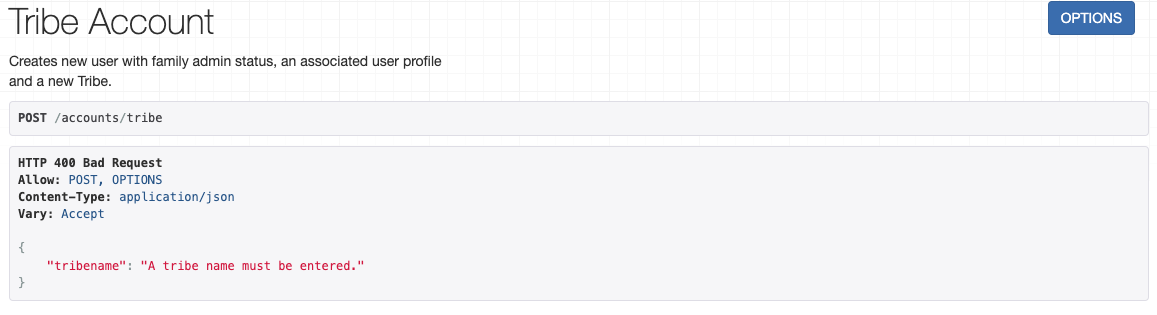 Tribe Account
OPTIONS
Creates new user with family admin status, an associated user profile
and a new Tribe.
POST /accounts/tribe
HTTP 400 Bad Request
Allow: POST, OPTIONS
Content-Type: application/json
Vary: Accept
{
    "tribename": "A tribe name must be entered."
}